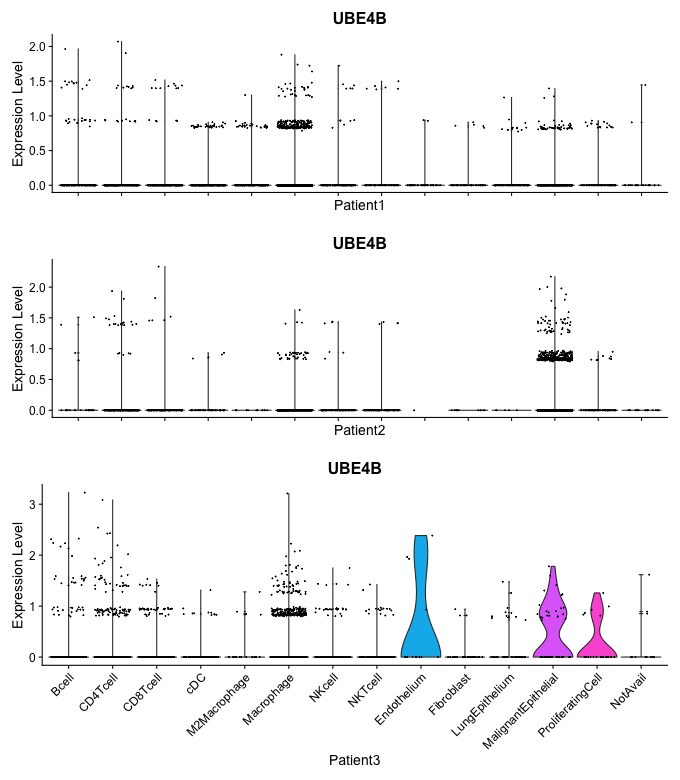 UBE4B
Expression Level
2.0
1.5
1.0
0.5
0.0
Patient1
UBE4B
Expression Level
2.0
1.5
1.0
0.5
0.0
Patient2
UBE4B
Expression Level
3
2
1
0
Bcell
CD4Tcell
CD8Tcell
cDC
M2Macrophage
Macrophage
NKcell
NKTcell
Endothelium
Fibroblast
LungEpithelium
MalignantEpithelial
ProliferatingCell
NotAvail
Patient3